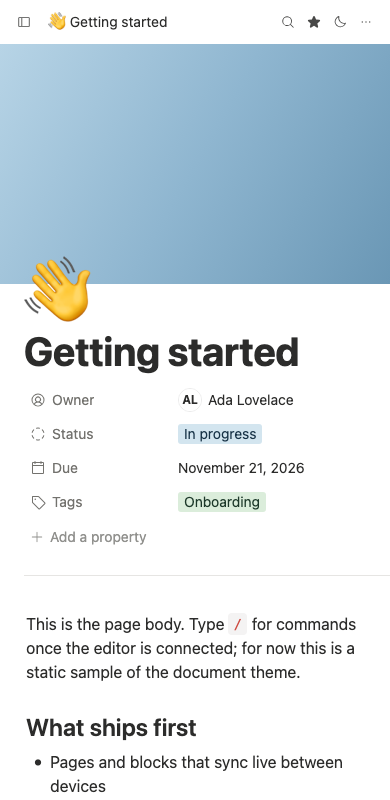 👋 Getting started
Getting started
Owner
AL Ada Lovelace
Status
In progress
Due
November 21, 2026
Tags
Onboarding
Add a property
This is the page body. Type / for commands
once the editor is connected; for now this is a
static sample of the document theme.
What ships first
• Pages and blocks that sync live between
devices